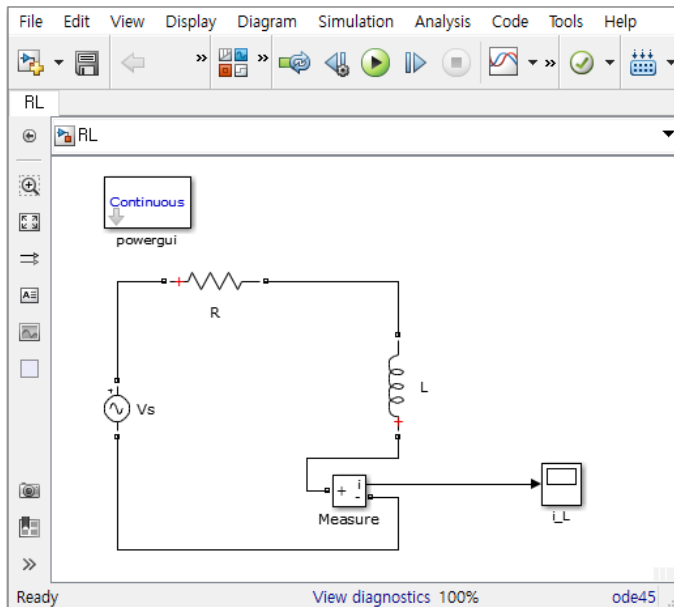 File Edit View Display Diagram Simulation Analysis Code Tools Help
» » »
RL
RL
Continuous
powergui
+
R
L
+ Vs
+
+ i -
Measure
i_L
»
Ready View diagnostics 100% ode45